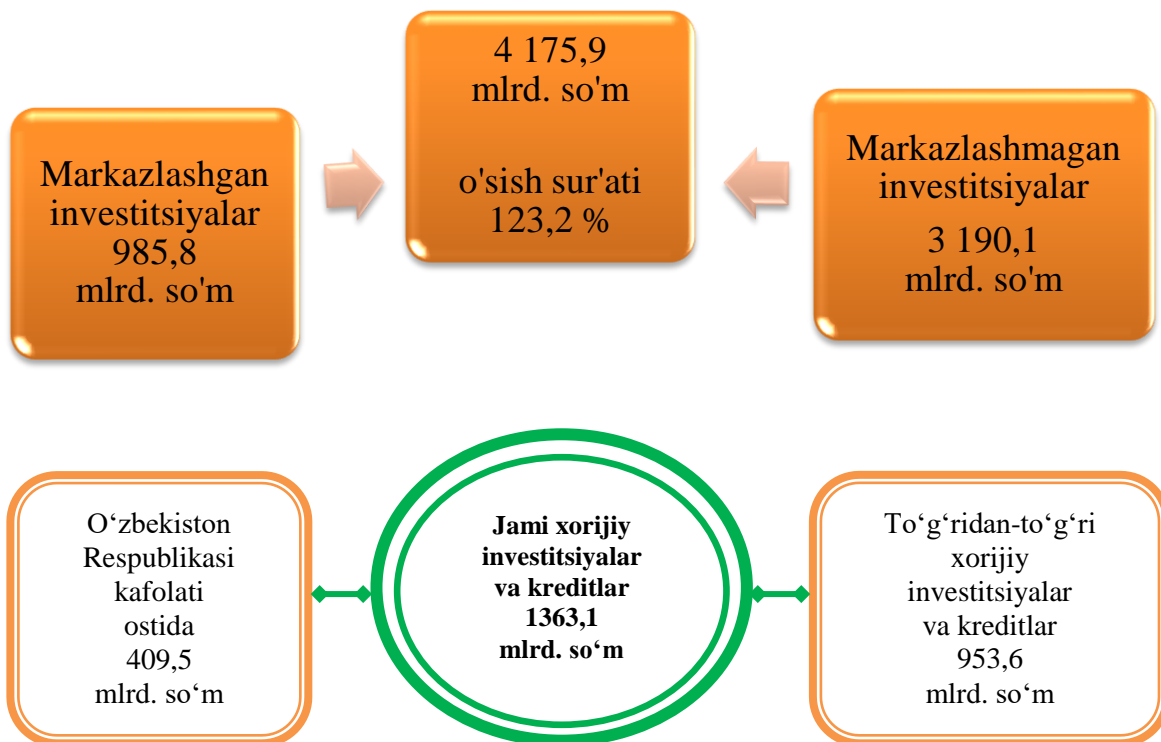 4 175,9
mlrd. so'm
o'sish sur'ati
123,2 %
Markazlashgan
investitsiyalar
985,8
mlrd. so'm
Markazlashmagan
investitsiyalar
3 190,1
mlrd. so'm
O‘zbekiston
Respublikasi
kafolati
ostida
409,5
mlrd. so‘m
Jami xorijiy
investitsiyalar
va kreditlar
1363,1
mlrd. so‘m
To‘g‘ridan-to‘g‘ri
xorijiy
investitsiyalar
va kreditlar
953,6
mlrd. so‘m